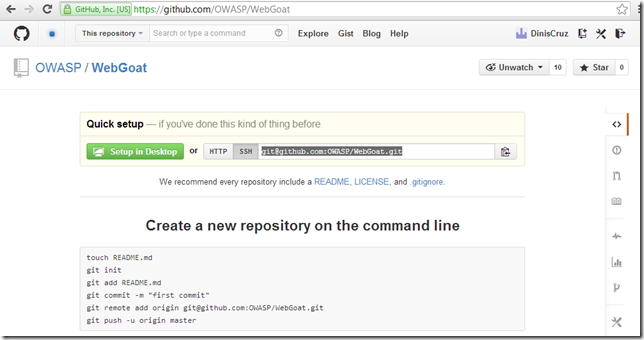 GitHub, Inc. [US] https://github.com/OWASP/WebGoat
This repository Search or type a command Explore Gist Blog Help DinisCruz
OWASP / WebGoat Unwatch 10 Star 0
Quick setup — if you've done this kind of thing before
Setup in Desktop or HTTP SSH git@github.com:OWASP/WebGoat.git
We recommend every repository include a README, LICENSE, and .gitignore.
Create a new repository on the command line
touch README.md
git init
git add README.md
git commit -m "first commit"
git remote add origin git@github.com:OWASP/WebGoat.git
git push -u origin master